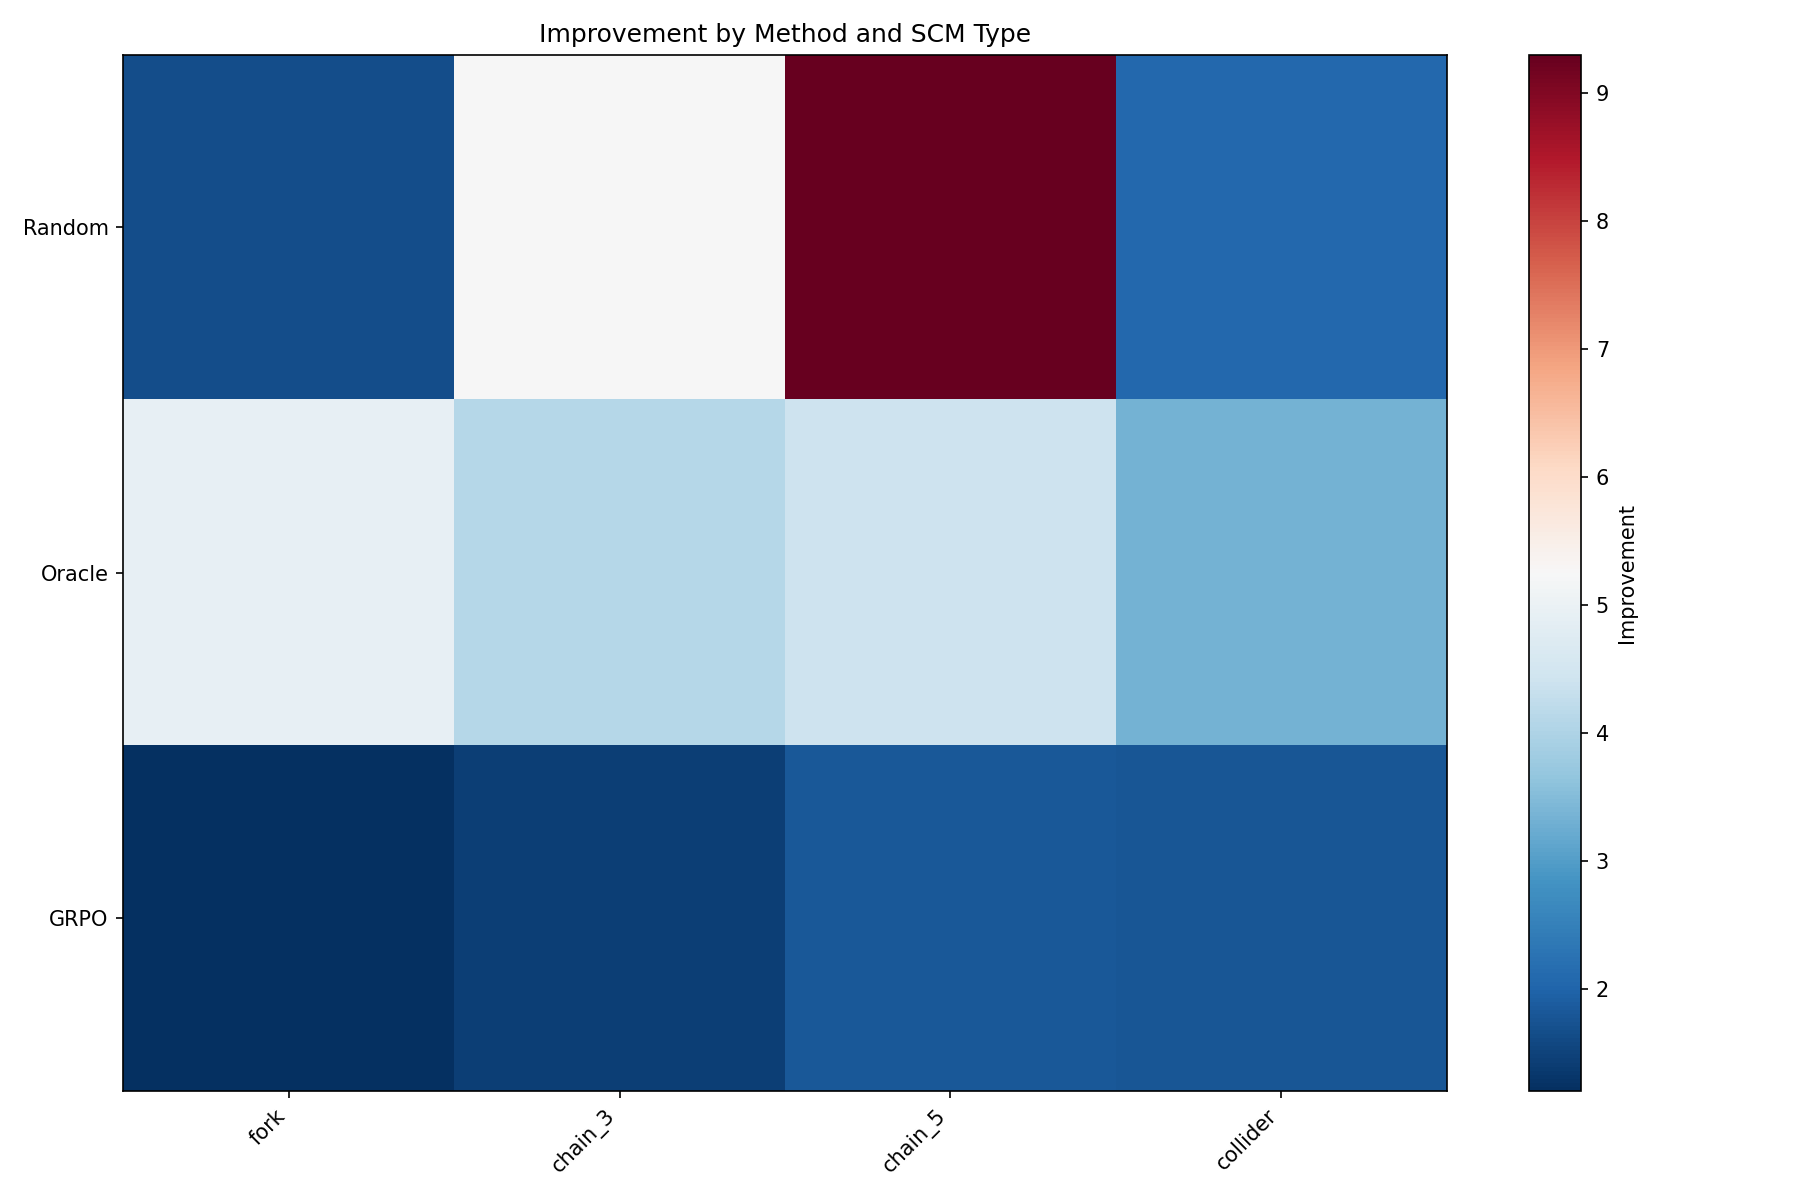 Improvement by Method and SCM Type
Random
Oracle
GRPO
fork
chain_3
chain_5
collider
9
8
7
6
5
4
3
2
Improvement